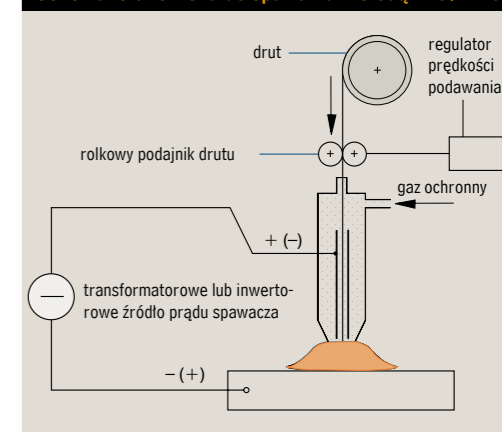 drut
regulator
prędkości
podawania
rolkowy podajnik drutu
gaz ochronny
+ (–)
transformatorowe lub inwerto-
rowe źródło prądu spawacza
– (+)